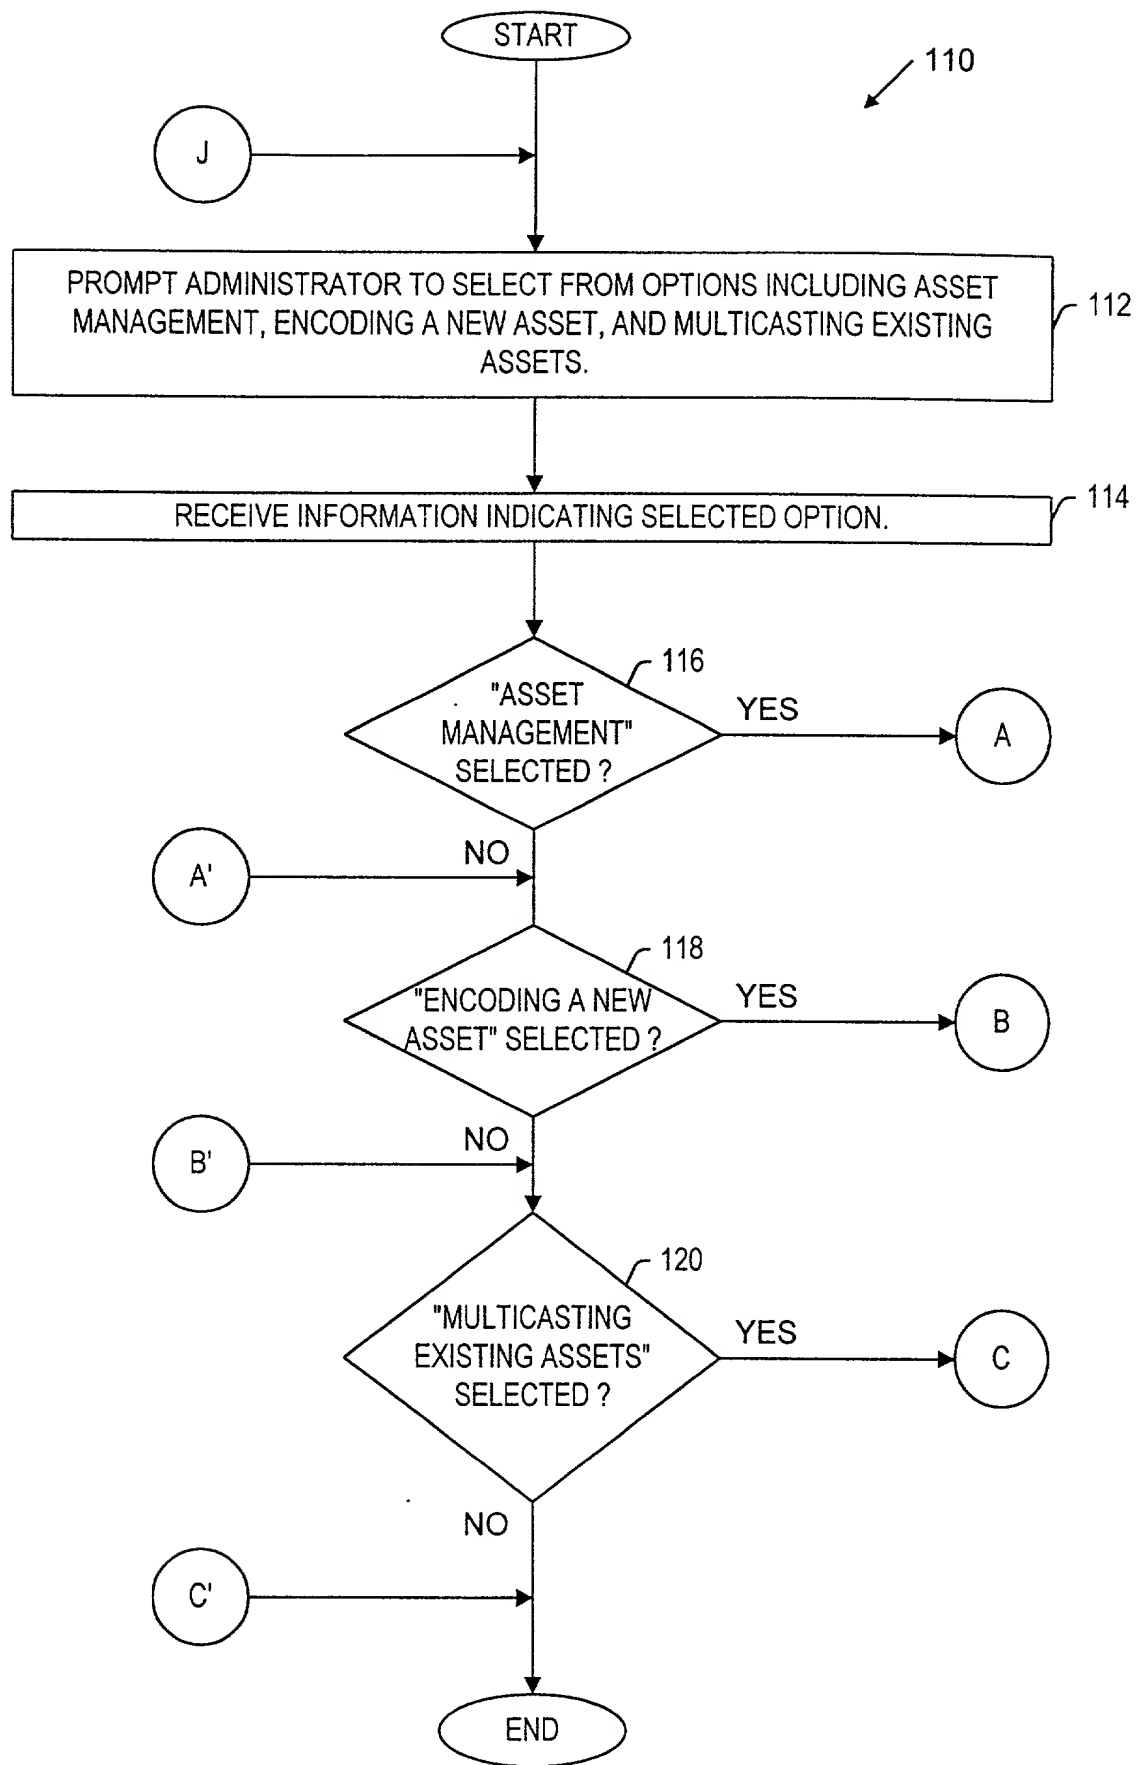 START
110
J
PROMPT ADMINISTRATOR TO SELECT FROM OPTIONS INCLUDING ASSET
MANAGEMENT, ENCODING A NEW ASSET, AND MULTICASTING EXISTING
ASSETS.
112
RECEIVE INFORMATION INDICATING SELECTED OPTION.
114
116
"ASSET
MANAGEMENT"
SELECTED ?
YES
A
NO
A'
118
"ENCODING A NEW
ASSET" SELECTED ?
YES
B
NO
B'
120
"MULTICASTING
EXISTING ASSETS"
SELECTED ?
YES
C
NO
C'
END